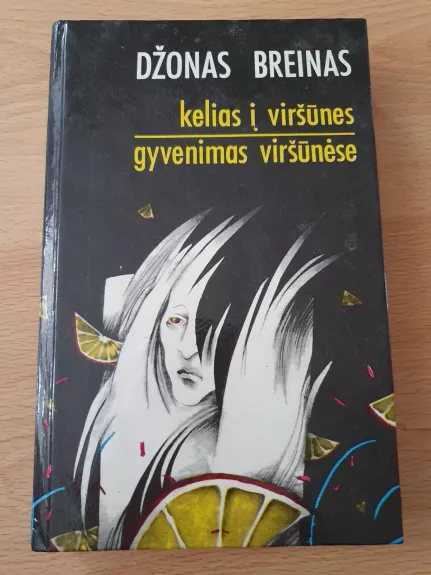 DŽONAS BREINAS
kelias į viršūnes
gyvenimas viršūnėse